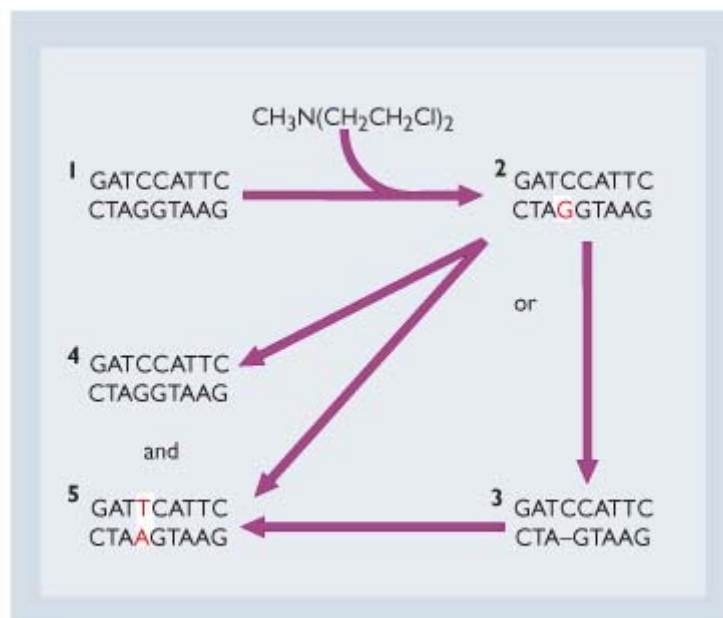 CH₃N(CH₂CH₂Cl)₂
1 GATCCATTC
CTAGGTAAG
2 GATCCATTC
CTAGGTAAG
or
4 GATCCATTC
CTAGGTAAG
and
5 GATTCATTC
CTAAGTAAG
3 GATCCATTC
CTA–GTAAG